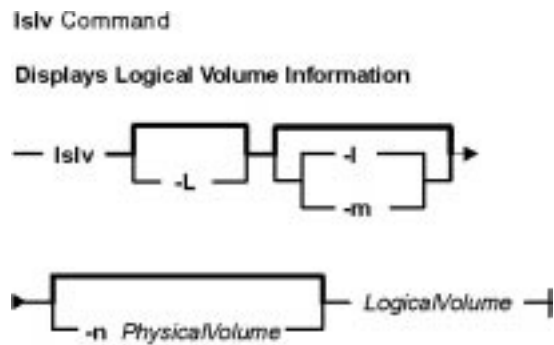 lslv Command
Displays Logical Volume Information
lslv
-L
-l
-m
-n PhysicalVolume
LogicalVolume